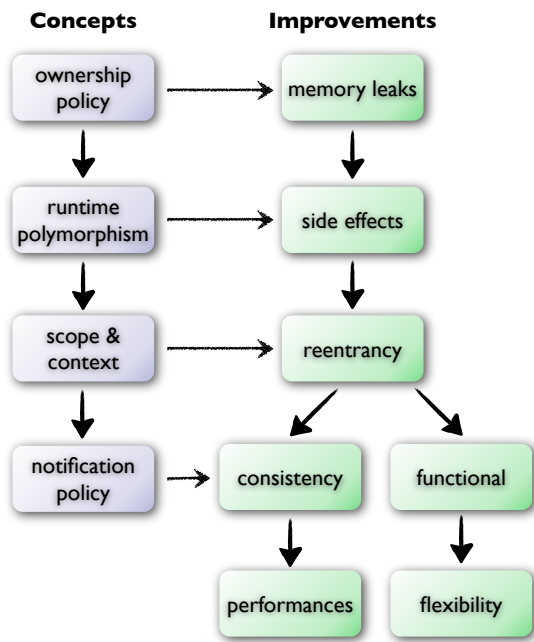 Concepts
Improvements
ownership
policy
memory leaks
runtime
polymorphism
side effects
scope &
context
reentrancy
notification
policy
consistency
functional
performances
flexibility